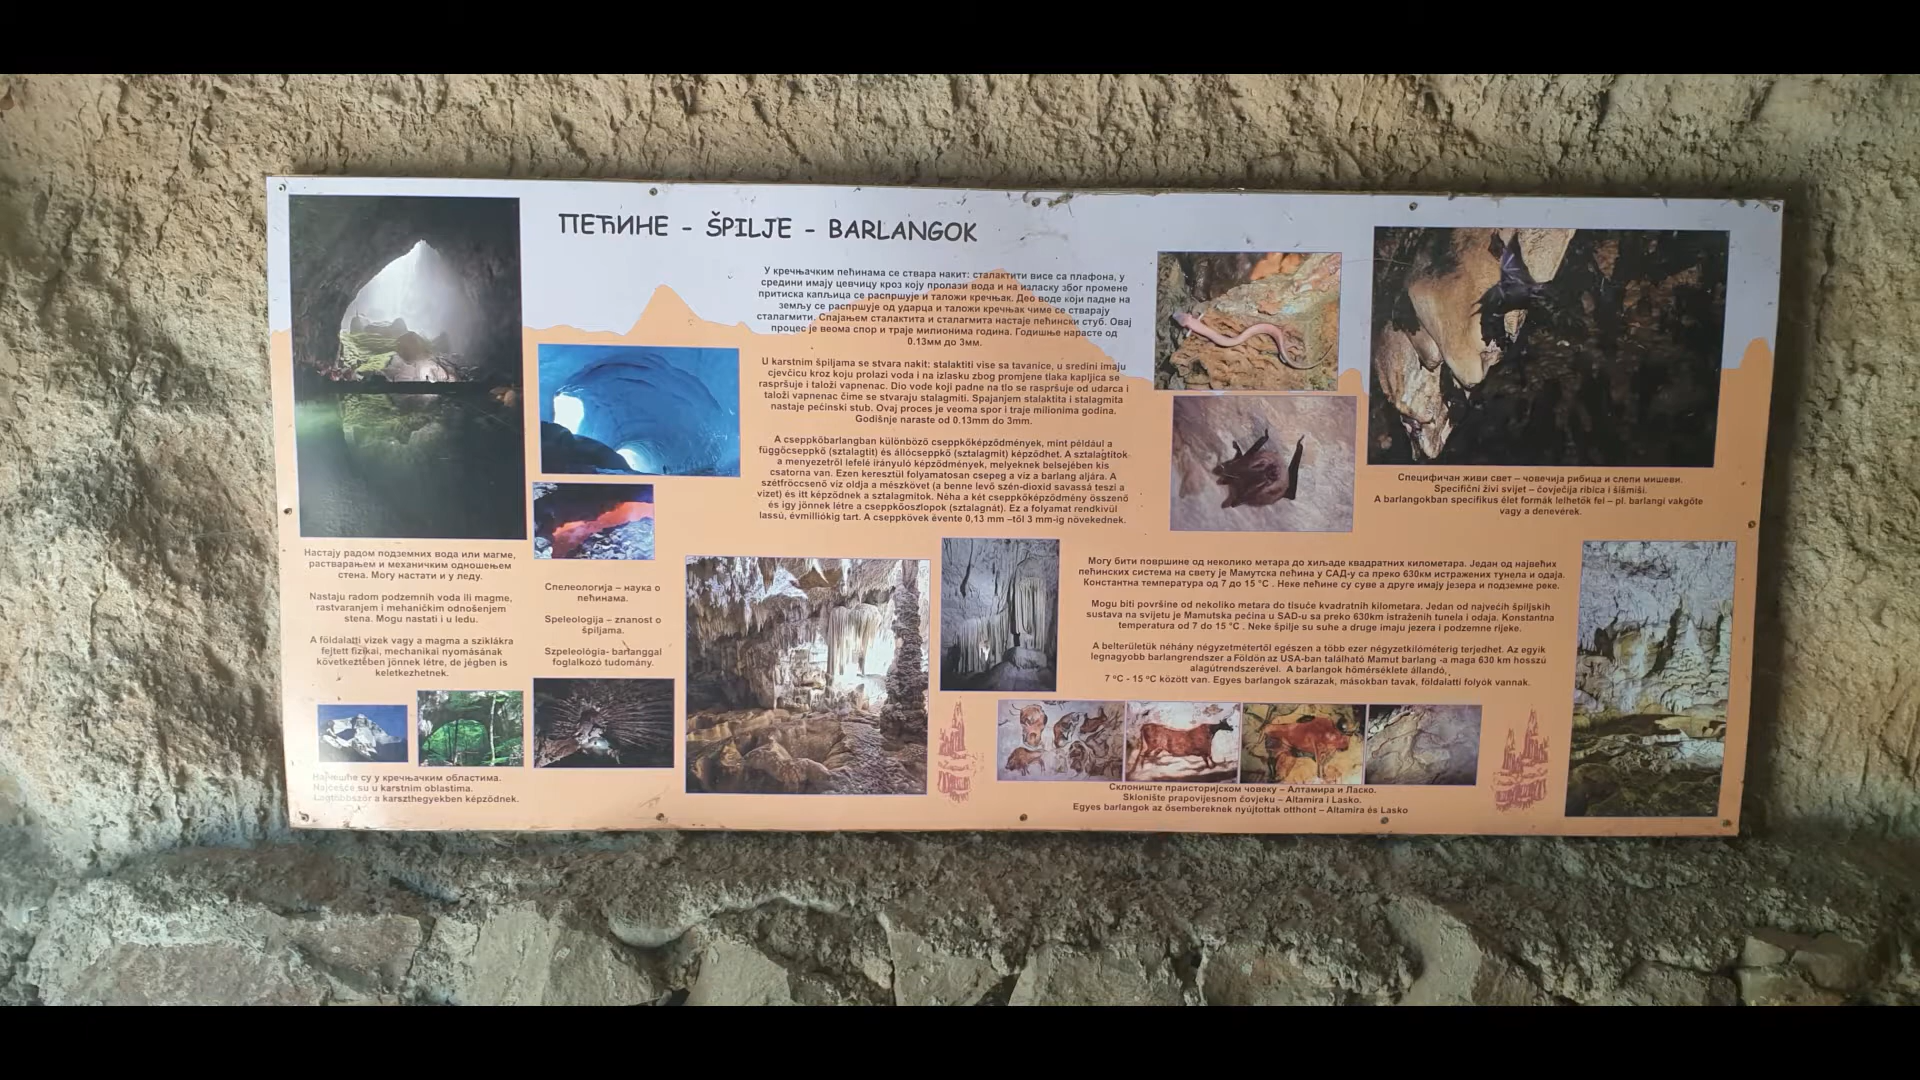 ПЕЋИНЕ - ŠPILJE - BARLANGOK
У кречњачким пећинама се ствара накит: сталактити висе са плафона, у
средини имају цевчицу кроз коју пролази вода и на изласку због промене
притиска капљица се распршује и таложи кречњак. Део воде који падне на
земљу се распршује од ударца и таложи кречњак чиме се стварају
сталагмити. Спајањем сталактита и сталагмита настаје пећински стуб. Овај
процес је веома спор и траје милионима година. Годишње нарасте од
0.13мм до 3мм.
U karstnim špiljama se stvara nakit: stalaktiti vise sa tavanice, u sredini imaju
cjevčicu kroz koju prolazi voda i na izlasku zbog promjene tlaka kapljica se
raspršuje i taloži vapnenac. Dio vode koji padne na tlo se raspršuje od udarca i
taloži vapnenac čime se stvaraju stalagmiti. Spajanjem stalaktita i stalagmita
nastaje pećinski stub. Ovaj proces je veoma spor i traje milionima godina.
Godišnje naraste od 0.13mm do 3mm.
A cseppkőbarlangban különböző cseppkőképződmények, mint például a
függőcseppkő (sztalagtit) és állócseppkő (sztalagmit) képződhet. A sztalagtitok
a menyezetről lefelé irányuló képződmények, melyeknek belsejében kis
csatorna van. Ezen keresztül folyamatosan csepeg a víz a barlang aljára. A
szétfröccsenő víz oldja a mészkövet (a benne levő szén-dioxid savassá teszi a
vizet) és itt képződnek a sztalagmitok. Néha a két cseppkőképződmény összenő
és így jönnek létre a cseppkőoszlopok (sztalagnát). Ez a folyamat rendkívül
lassú, évmilliókig tart. A cseppkövek évente 0,13 mm –től 3 mm-ig növekednek.
Специфичан живи свет – човечија рибица и слепи мишеви.
Specifični živi svijet – čovječija ribica i šišmiši.
A barlangokban specifikus élet formák lelhetők fel – pl. barlangi vakgőte
vagy a denevérek.
Настају радом подземних вода или магме,
растварањем и механичким одношењем
стена. Могу настати и у леду.
Nastaju radom podzemnih voda ili magme,
rastvaranjem i mehaničkim odnošenjem
stena. Mogu nastati i u ledu.
A földalatti vizek vagy a magma a sziklákra
fejtett fizikai, mechanikai nyomásának
következtében jönnek létre, de jégben is
keletkezhetnek.
Спелеологија – наука о
пећинама.
Speleologija – znanost o
špiljama.
Szpeleológia- barlanggal
foglalkozó tudomány.
Могу бити површине од неколико метара до хиљаде квадратних километара. Један од највећих
пећинских система на свету је Мамутска пећина у САД-у са преко 630км истражених тунела и одаја.
Константна температура од 7 до 15 °C . Неке пећине су суве а друге имају језера и подземне реке.
Mogu biti površine od nekoliko metara do tisuće kvadratnih kilometara. Jedan od najvećih špiljskih
sustava na svijetu je Mamutska pećina u SAD-u sa preko 630km istraženih tunela i odaja. Konstantna
temperatura od 7 do 15 °C . Neke špilje su suhe a druge imaju jezera i podzemne rijeke.
A belterületük néhány négyzetmétertől egészen a több ezer négyzetkilóméterig terjedhet. Az egyik
legnagyobb barlangrendszer a Földön az USA-ban található Mamut barlang -a maga 630 km hosszú
alagútrendszerével. A barlangok hőmérséklete állandó,
7 °C - 15 °C között van. Egyes barlangok szárazak, másokban tavak, földalatti folyók vannak.
Најчешће су у кречњачким областима.
Najčešće su u karstnim oblastima.
Legtöbbször a karszthegyekben képződnek.
Склониште праисторијском човеку – Алтамира и Ласко.
Sklonište prapovijesnom čovjeku – Altamira i Lasko.
Egyes barlangok az ősembereknek nyújtottak otthont – Altamira és Lasko